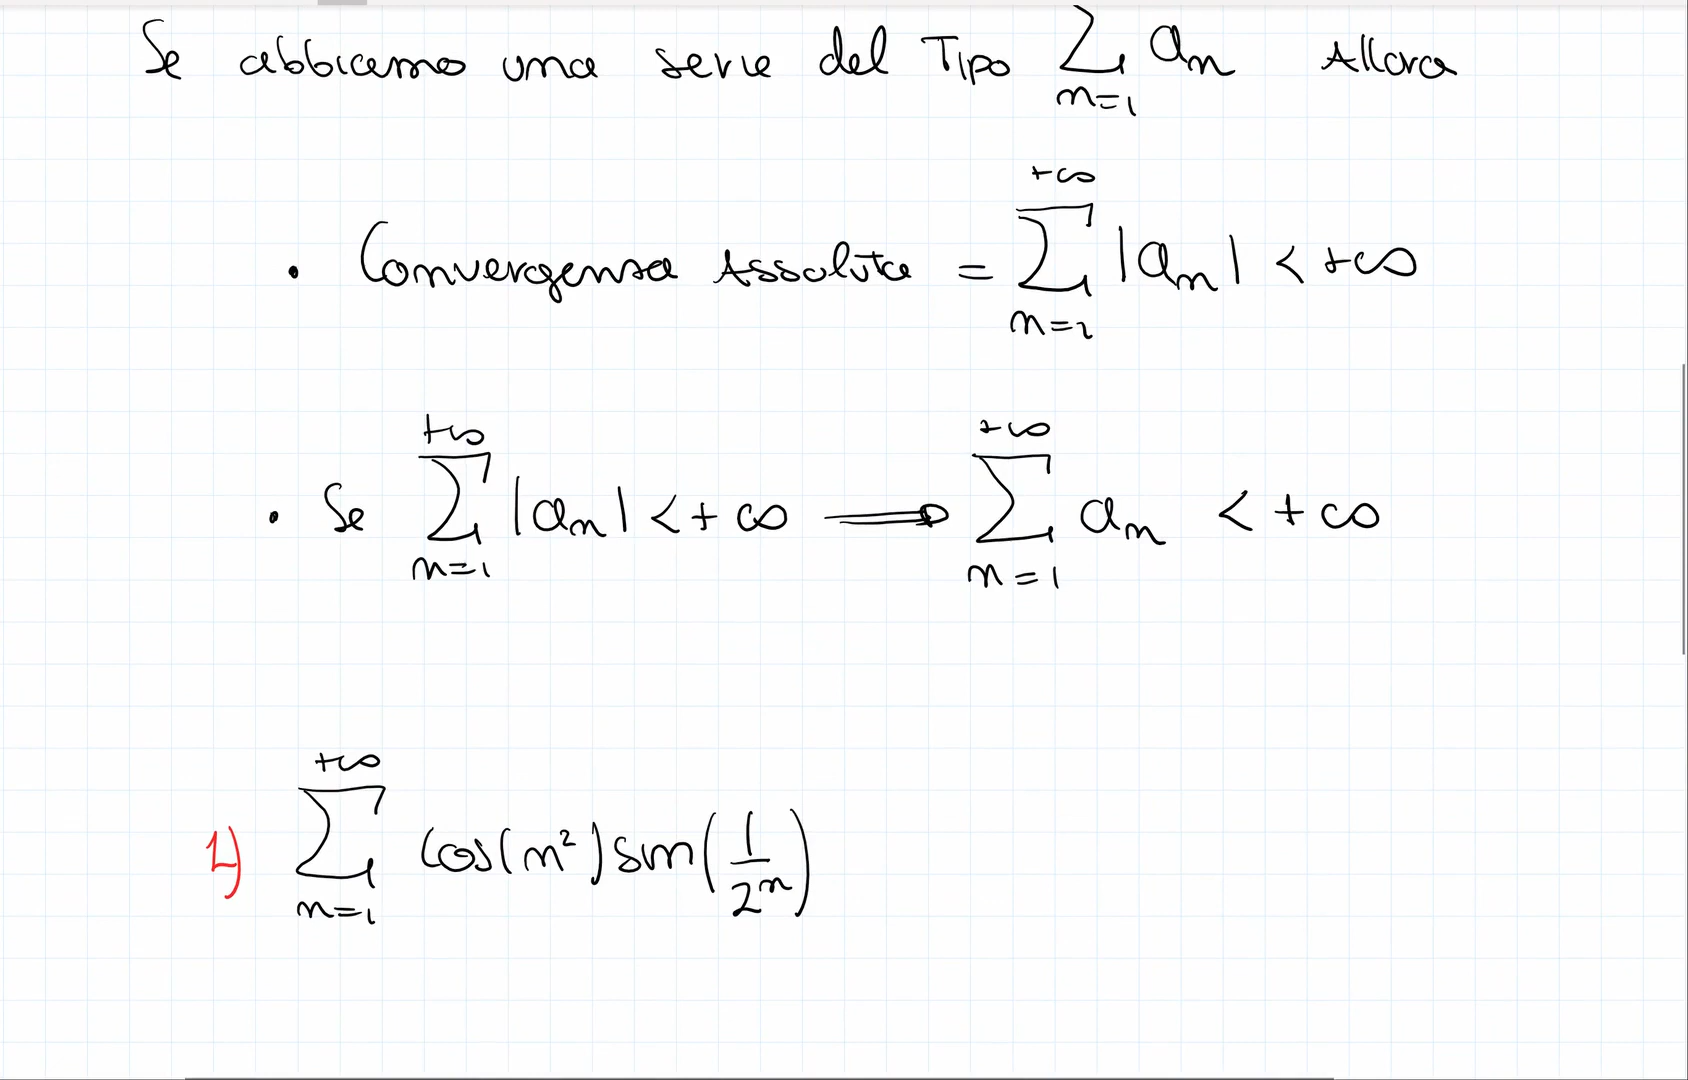 Se abbiamo una serie del Tipo ∑_{n=1} a_n Allora
• Convergenza Assoluta = ∑_{n=1}^{+∞} |a_n| < +∞
• Se ∑_{n=1}^{+∞} |a_n| < +∞ ⟹ ∑_{n=1}^{+∞} a_n < +∞
1) ∑_{n=1}^{+∞} cos(n²) sin(1/2ⁿ)